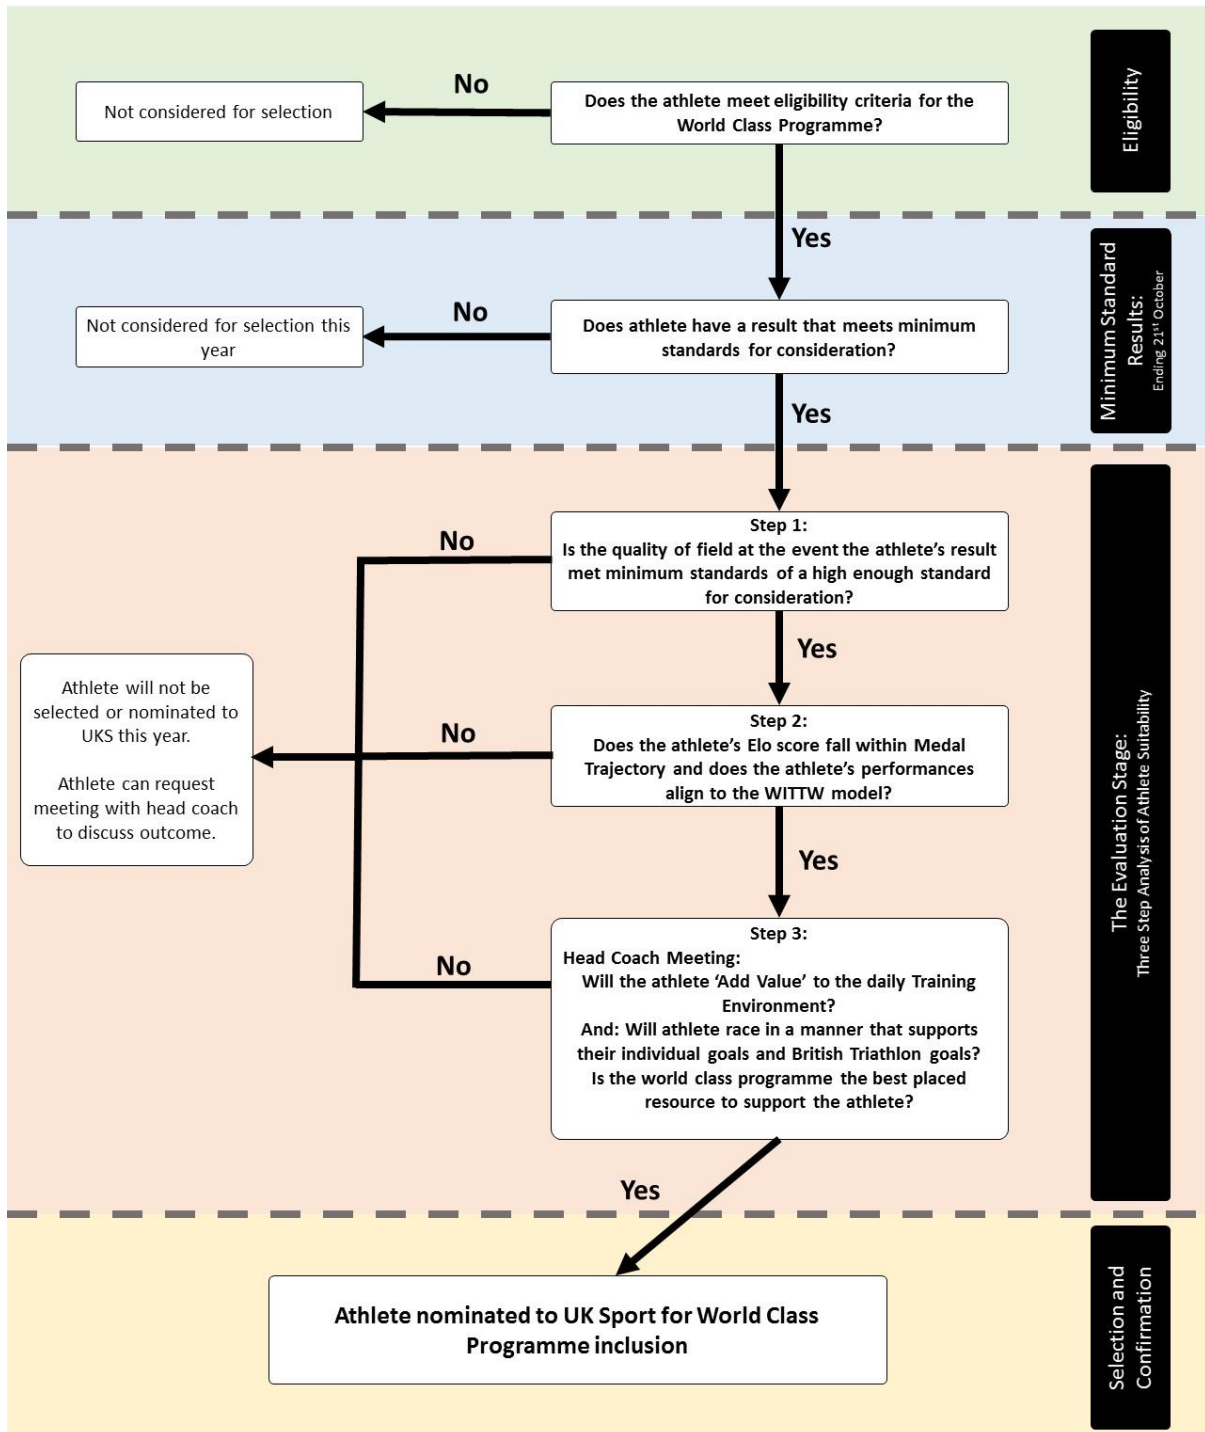 Eligibility
No
Not considered for selection
Does the athlete meet eligibility criteria for the
World Class Programme?
Yes
Minimum Standard
Results:
Ending 21st October
No
Not considered for selection this
year
Does athlete have a result that meets minimum
standards for consideration?
Yes
The Evaluation Stage:
Three Step Analysis of Athlete Suitability
No
Step 1:
Is the quality of field at the event the athlete's result
met minimum standards of a high enough standard
for consideration?
Yes
Athlete will not be
selected or nominated to
UKS this year.
Athlete can request
meeting with head coach
to discuss outcome.
No
Step 2:
Does the athlete's Elo score fall within Medal
Trajectory and does the athlete's performances
align to the WITTW model?
Yes
No
Step 3:
Head Coach Meeting:
Will the athlete 'Add Value' to the daily Training
Environment?
And: Will athlete race in a manner that supports
their individual goals and British Triathlon goals?
Is the world class programme the best placed
resource to support the athlete?
Yes
Selection and
Confirmation
Athlete nominated to UK Sport for World Class
Programme inclusion